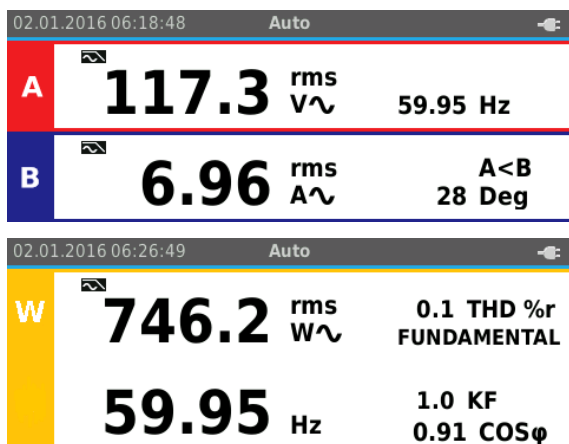 02.01.2016 06:18:48 Auto
A 117.3 rms V∿ 59.95 Hz
B 6.96 rms A∿ A<B 28 Deg
02.01.2016 06:26:49 Auto
W 746.2 rms W∿ 0.1 THD %r
FUNDAMENTAL
59.95 Hz 1.0 KF
0.91 COSφ